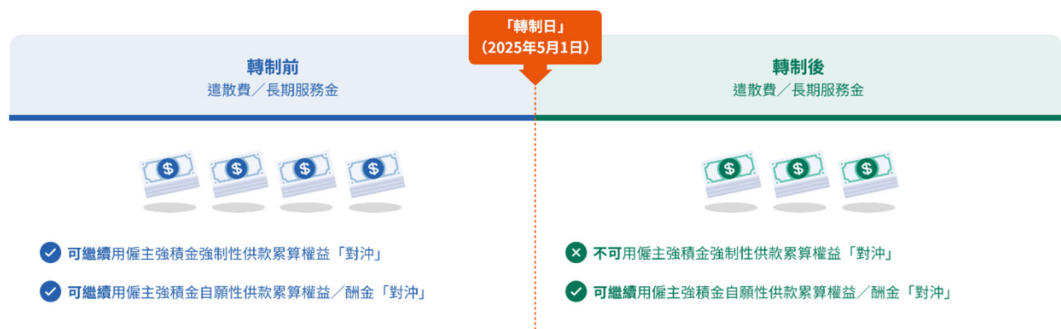 「轉制日」
（2025年5月1日）
轉制前
遣散費／長期服務金
可繼續用僱主強積金強制性供款累算權益「對沖」
可繼續用僱主強積金自願性供款累算權益／酬金「對沖」
轉制後
遣散費／長期服務金
不可用僱主強積金強制性供款累算權益「對沖」
可繼續用僱主強積金自願性供款累算權益／酬金「對沖」